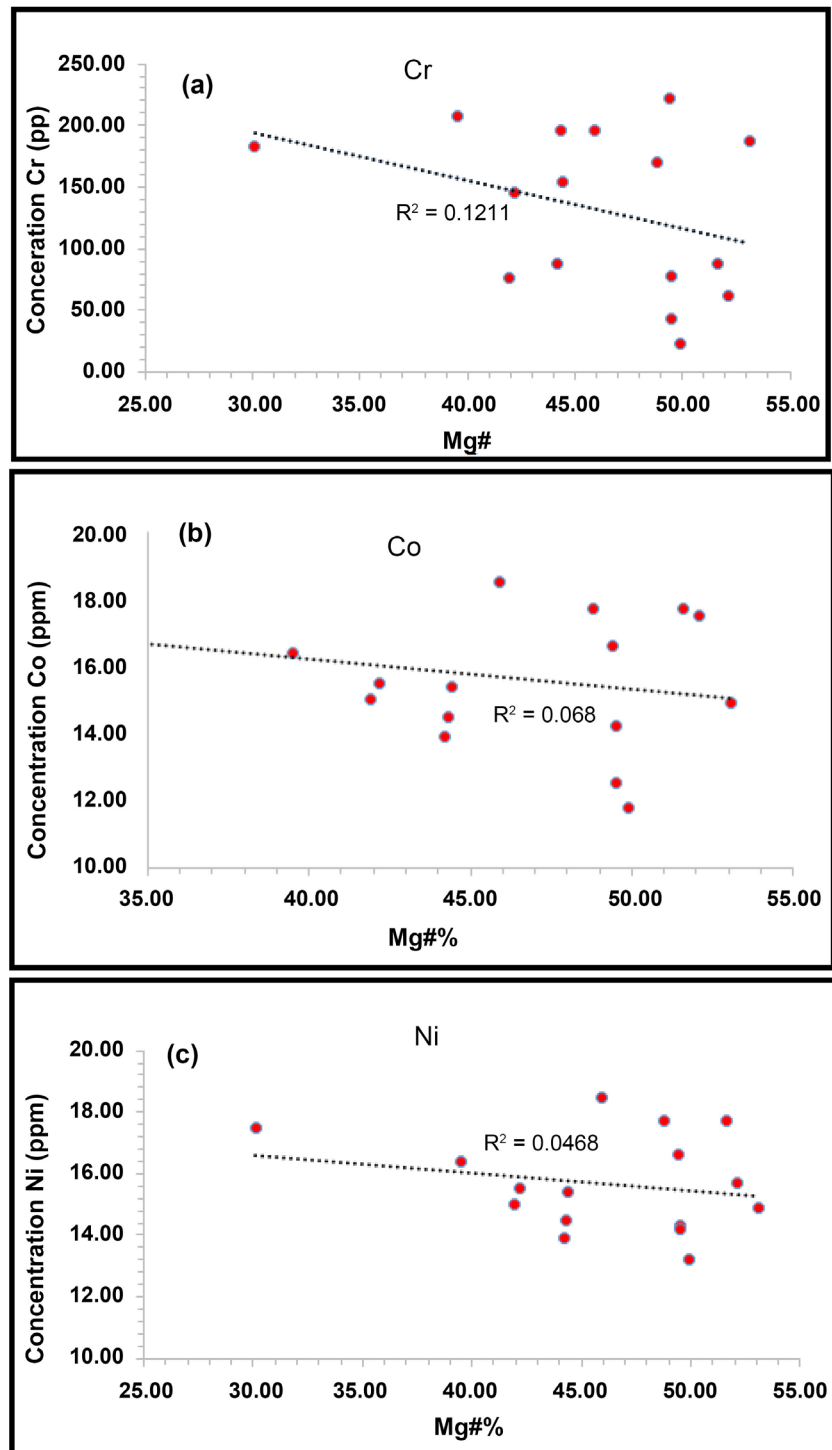 (a)
Cr
Conceration Cr (pp)
250.00
200.00
150.00
100.00
50.00
0.00
R² = 0.1211
25.00 30.00 35.00 40.00 45.00 50.00 55.00
Mg#
(b)
Co
Concentration Co (ppm)
20.00
18.00
16.00
14.00
12.00
10.00
R² = 0.068
35.00 40.00 45.00 50.00 55.00
Mg#%
(c)
Ni
Concentration Ni (ppm)
20.00
18.00
16.00
14.00
12.00
10.00
R² = 0.0468
25.00 30.00 35.00 40.00 45.00 50.00 55.00
Mg#%